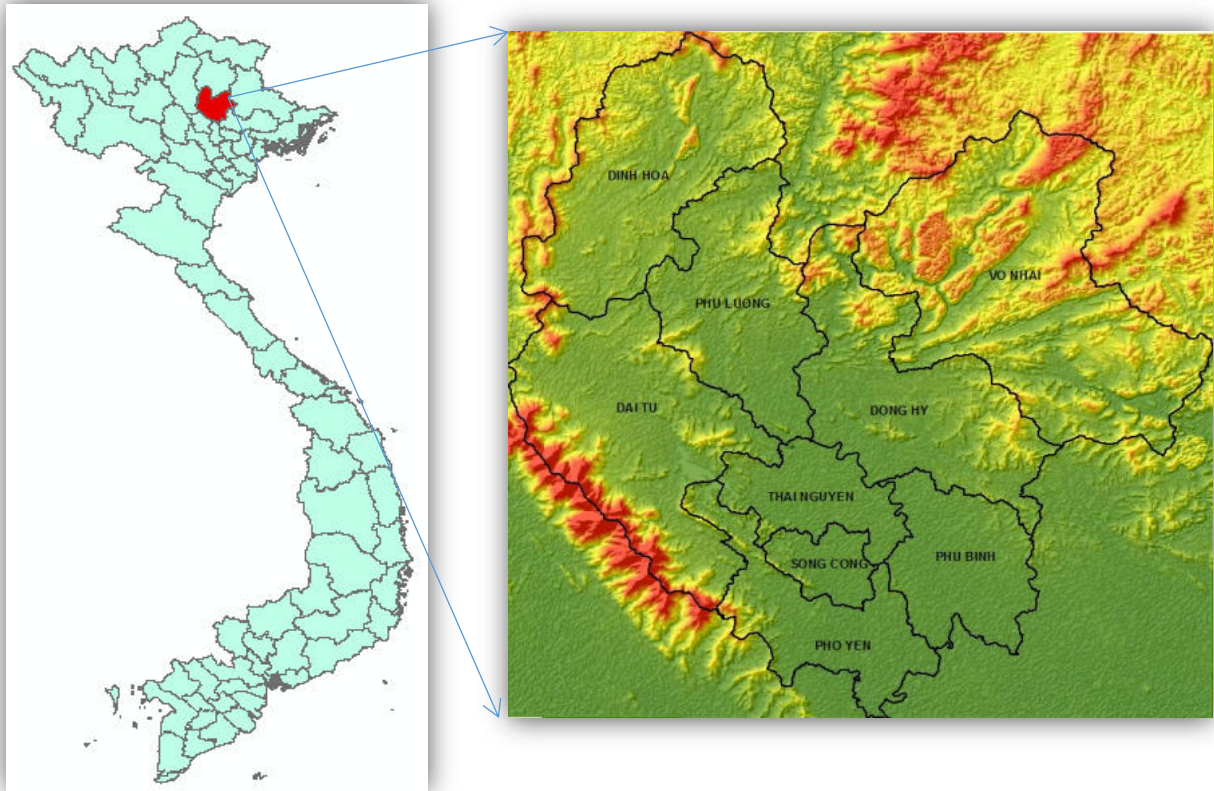 DINH HOA
VO NHAI
PHU LUONG
DAI TU
DONG HY
THAI NGUYEN
PHU BINH
SONG CONG
PHO YEN